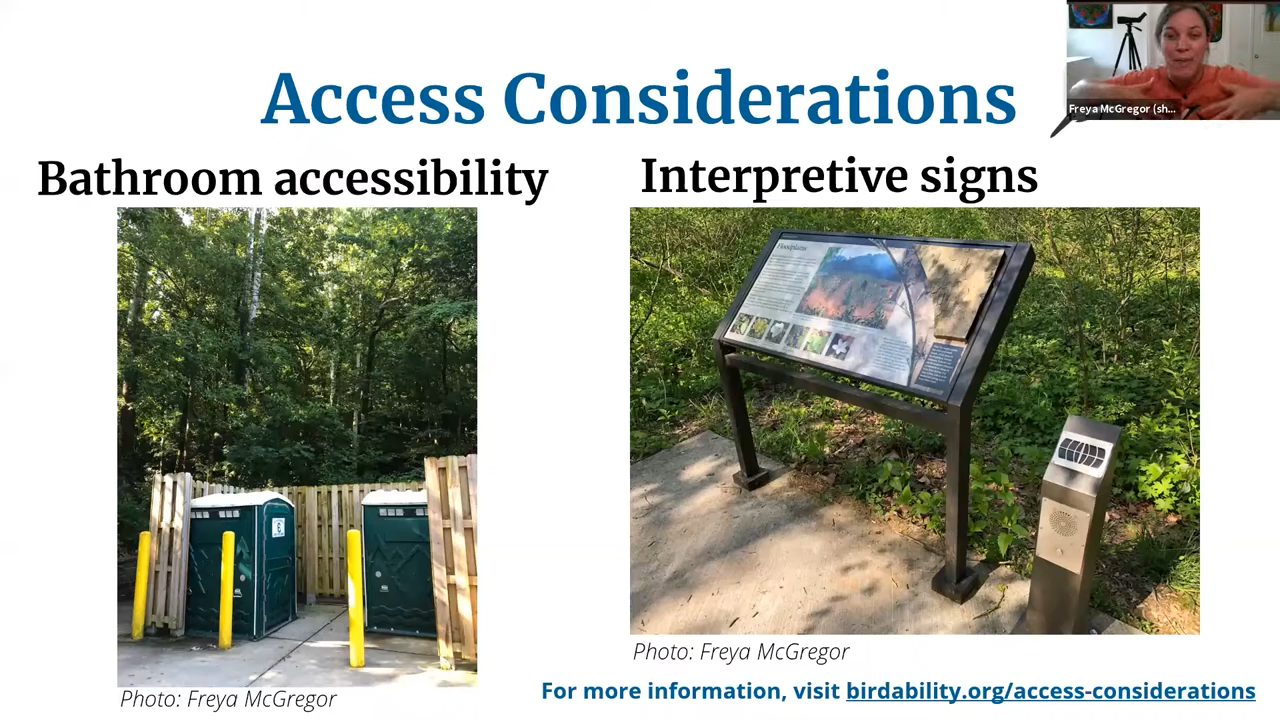 Access Considerations
Freya McGregor (sh...
Bathroom accessibility
Interpretive signs
Floodplains
Photo: Freya McGregor
Photo: Freya McGregor
For more information, visit birdability.org/access-considerations